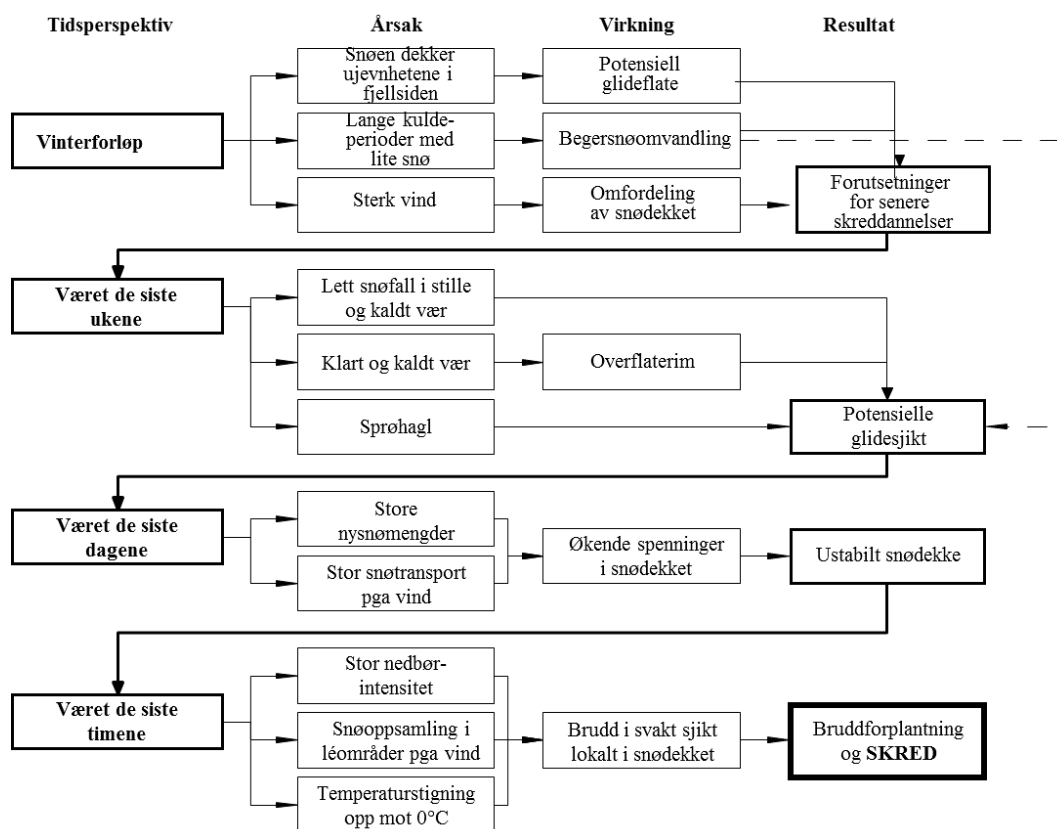 Tidsperspektiv
Årsak
Virkning
Resultat
Vinterforløp
Snøen dekker
ujevnhetene i
fjellsiden
Potensiell
glideflate
Lange kulde-
perioder med
lite snø
Begersnøomvandling
Sterk vind
Omfordeling
av snødekket
Forutsetninger
for senere
skreddannelser
Været de siste
ukene
Lett snøfall i stille
og kaldt vær
Klart og kaldt vær
Overflaterim
Sprøhagl
Potensielle
glidesjikt
Været de siste
dagene
Store
nysnømengder
Stor snøtransport
pga vind
Økende spenninger
i snødekket
Ustabilt snødekke
Været de siste
timene
Stor nedbør-
intensitet
Snøoppsamling i
léområder pga vind
Temperaturstigning
opp mot 0°C
Brudd i svakt sjikt
lokalt i snødekket
Bruddforplantning
og SKRED